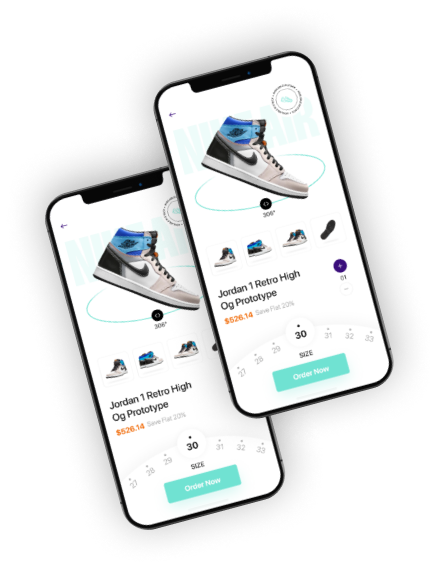 NIKE AIR
306°
Jordan 1 Retro High
Og Prototype
$526.14 Save Flat 20%
01
27 28 29 30 31 32 33
SIZE
Order Now
306°
Jordan 1 Retro High
Og Prototype
$526.14 Save Flat 20%
27 28 29 30 31 32 33
SIZE
Order Now